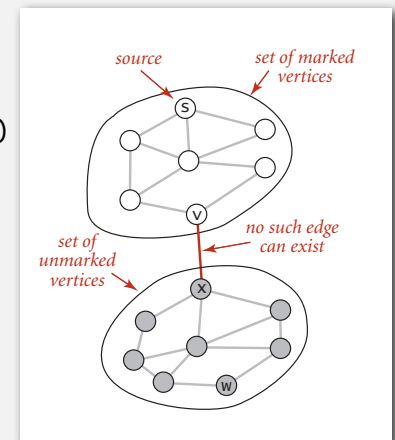 source
set of marked
vertices
S
)
v
no such edge
can exist
set of
unmarked
vertices
x
w